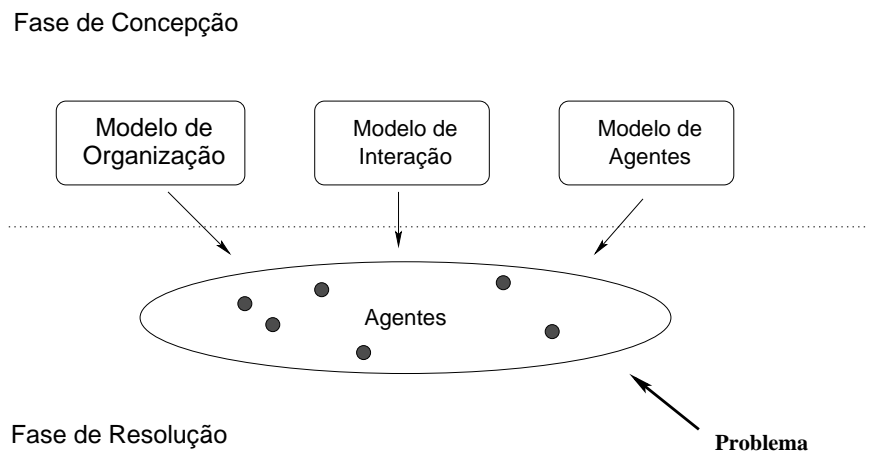 Fase de Concepção
Modelo de
Organização
Modelo de
Interação
Modelo de
Agentes
Agentes
Fase de Resolução
Problema